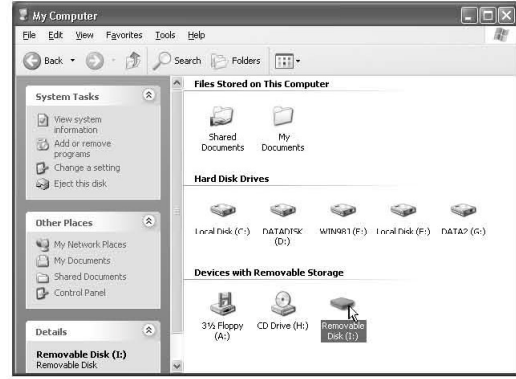 My Computer
File Edit View Favorites Tools Help
Back Search Folders
System Tasks
View system
information
Add or remove
programs
Change a setting
Eject this disk
Other Places
My Network Places
My Documents
Shared Documents
Control Panel
Details
Removable Disk (I:)
Removable Disk
Files Stored on This Computer
Shared
Documents
My
Documents
Hard Disk Drives
Local Disk (C:) DATADISK
(D:) WIN981 (E:) Local Disk (F:) DATA2 (G:)
Devices with Removable Storage
3½ Floppy
(A:)
CD Drive (H:)
Removable
Disk (I:)